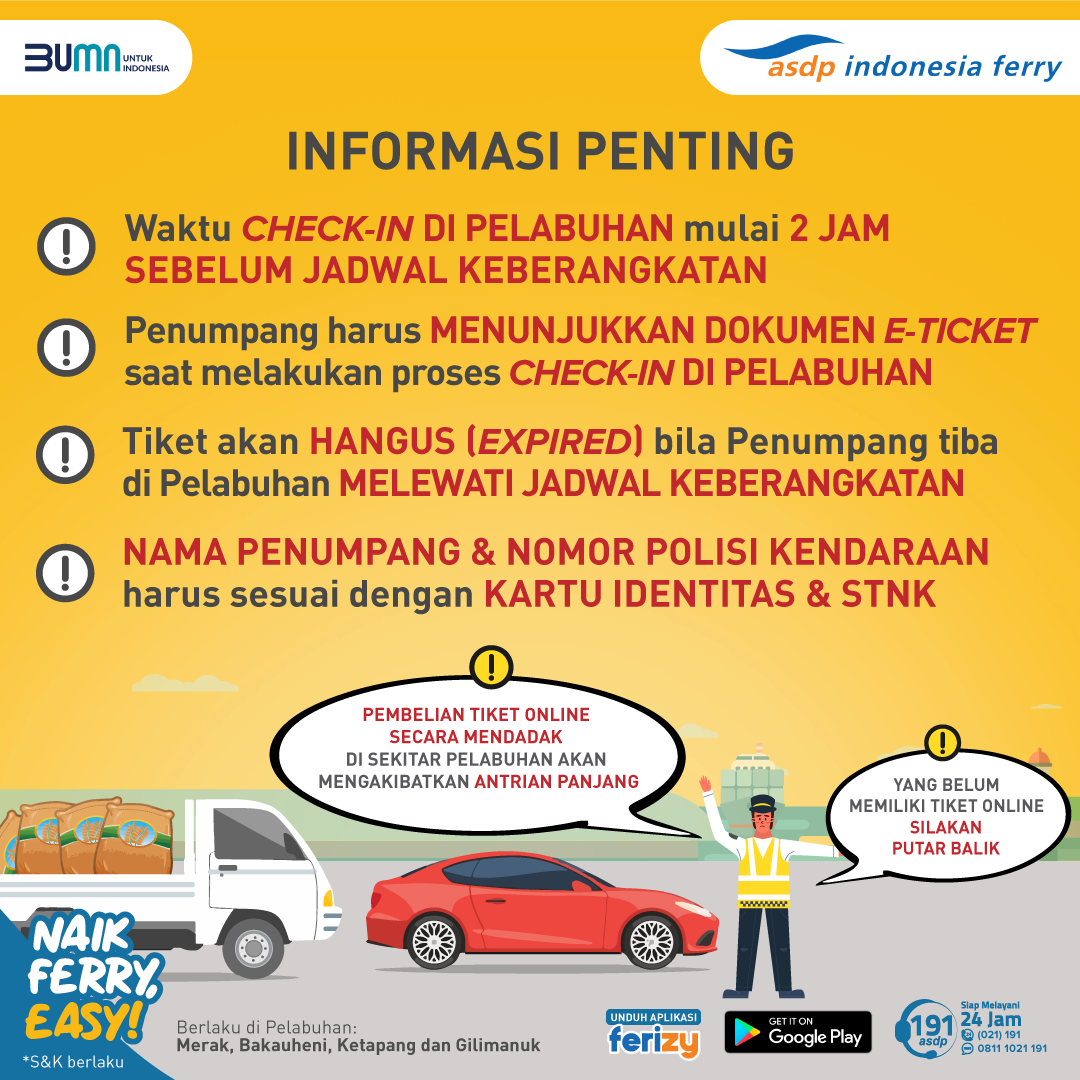 BUMN UNTUK INDONESIA
asdp indonesia ferry
INFORMASI PENTING
Waktu CHECK-IN DI PELABUHAN mulai 2 JAM
SEBELUM JADWAL KEBERANGKATAN
Penumpang harus MENUNJUKKAN DOKUMEN E-TICKET
saat melakukan proses CHECK-IN DI PELABUHAN
Tiket akan HANGUS (EXPIRED) bila Penumpang tiba
di Pelabuhan MELEWATI JADWAL KEBERANGKATAN
NAMA PENUMPANG & NOMOR POLISI KENDARAAN
harus sesuai dengan KARTU IDENTITAS & STNK
PEMBELIAN TIKET ONLINE
SECARA MENDADAK
DI SEKITAR PELABUHAN AKAN
MENGAKIBATKAN ANTRIAN PANJANG
YANG BELUM
MEMILIKI TIKET ONLINE
SILAKAN
PUTAR BALIK
NAIK
FERRY,
EASY!
*S&K berlaku
Berlaku di Pelabuhan:
Merak, Bakauheni, Ketapang dan Gilimanuk
UNDUH APLIKASI
ferizy
GET IT ON
Google Play
191
asdp
Siap Melayani
24 Jam
(021) 191
0811 1021 191